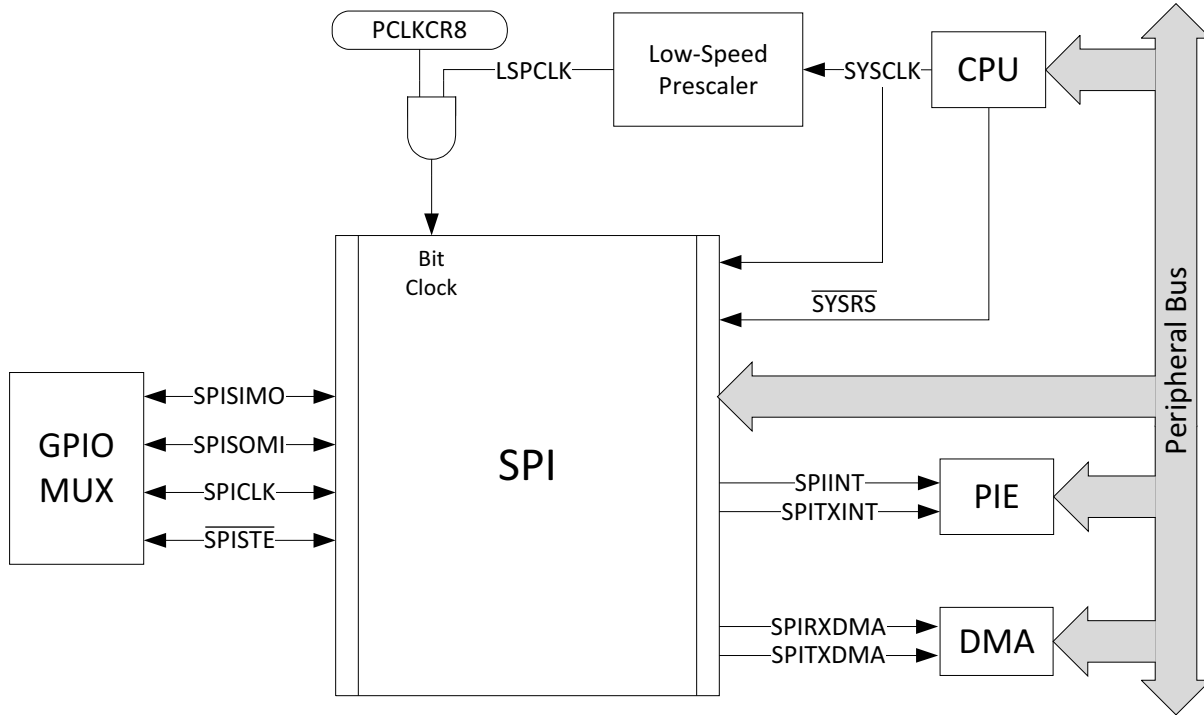 PCLKCR8
LSPCLK
Low-Speed
Prescaler
SYSCLK
CPU
Bit
Clock
SYSRS
Peripheral Bus
GPIO
MUX
SPISIMO
SPISOMI
SPICLK
SPISTE
SPI
SPIINT
SPITXINT
PIE
SPIRXDMA
SPITXDMA
DMA